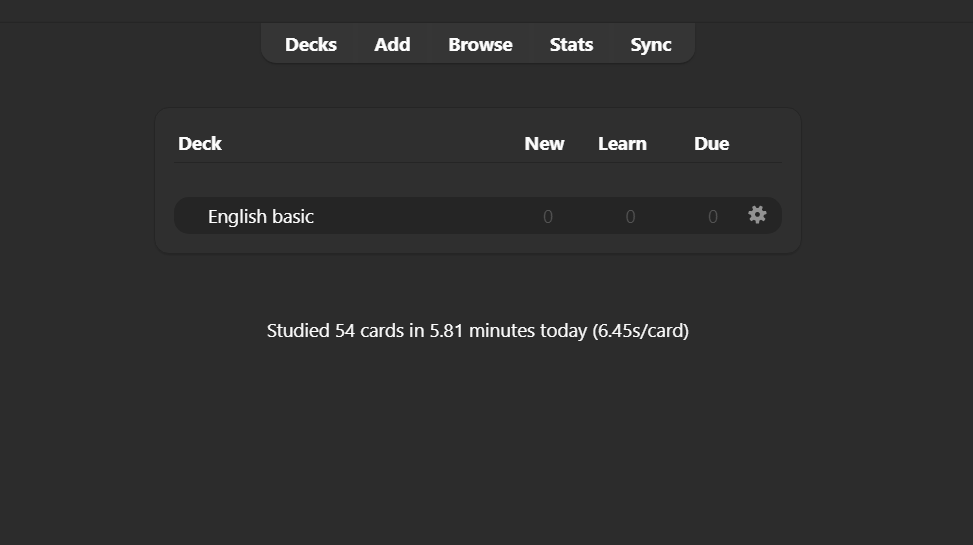 Decks Add Browse Stats Sync
Deck New Learn Due
English basic 0 0 0
Studied 54 cards in 5.81 minutes today (6.45s/card)